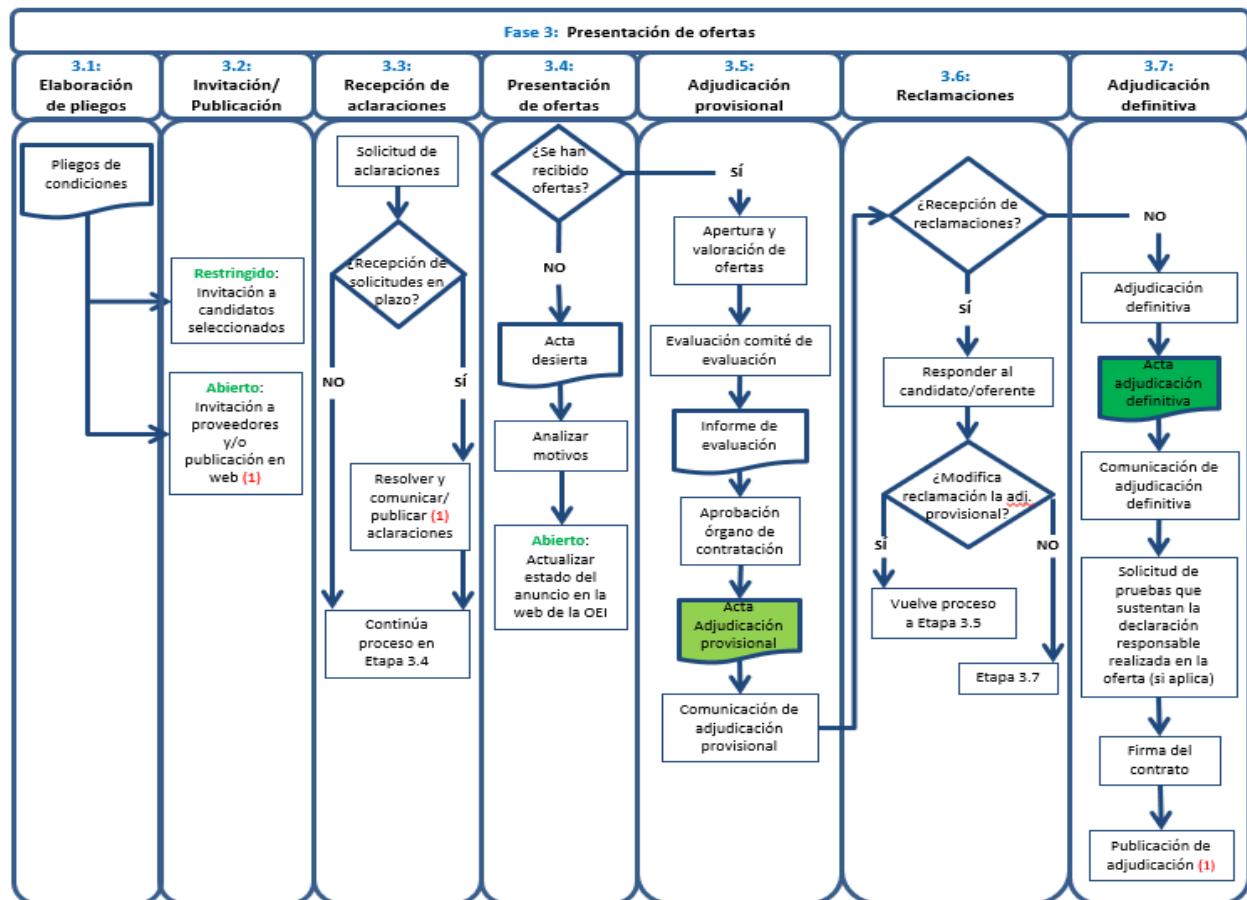 Fase 3: Presentación de ofertas
3.1:
Elaboración
de pliegos
3.2:
Invitación/
Publicación
3.3:
Recepción de
aclaraciones
3.4:
Presentación
de ofertas
3.5:
Adjudicación
provisional
3.6:
Reclamaciones
3.7:
Adjudicación
definitiva
Pliegos de
condiciones
Restringido:
Invitación a
candidatos
seleccionados
Abierto:
Invitación a
proveedores
y/o
publicación en
web (1)
Solicitud de
aclaraciones
¿Recepción de
solicitudes en
plazo?
NO
SÍ
Resolver y
comunicar/
publicar (1)
aclaraciones
Continúa
proceso en
Etapa 3.4
¿Se han
recibido
ofertas?
NO
Acta
desierta
Analizar
motivos
Abierto:
Actualizar
estado del
anuncio en la
web de la OEI
SÍ
Apertura y
valoración de
ofertas
Evaluación comité de
evaluación
Informe de
evaluación
Aprobación
órgano de
contratación
Acta
Adjudicación
provisional
Comunicación de
adjudicación
provisional
¿Recepción de
reclamaciones?
SÍ
Responder al
candidato/oferente
¿Modifica
reclamación la adj.
provisional?
SÍ
NO
Vuelve proceso
a Etapa 3.5
Etapa 3.7
NO
Adjudicación
definitiva
Acta
adjudicación
definitiva
Comunicación de
adjudicación
definitiva
Solicitud de
pruebas que
sustentan la
declaración
responsable
realizada en la
oferta (si aplica)
Firma del
contrato
Publicación de
adjudicación (1)